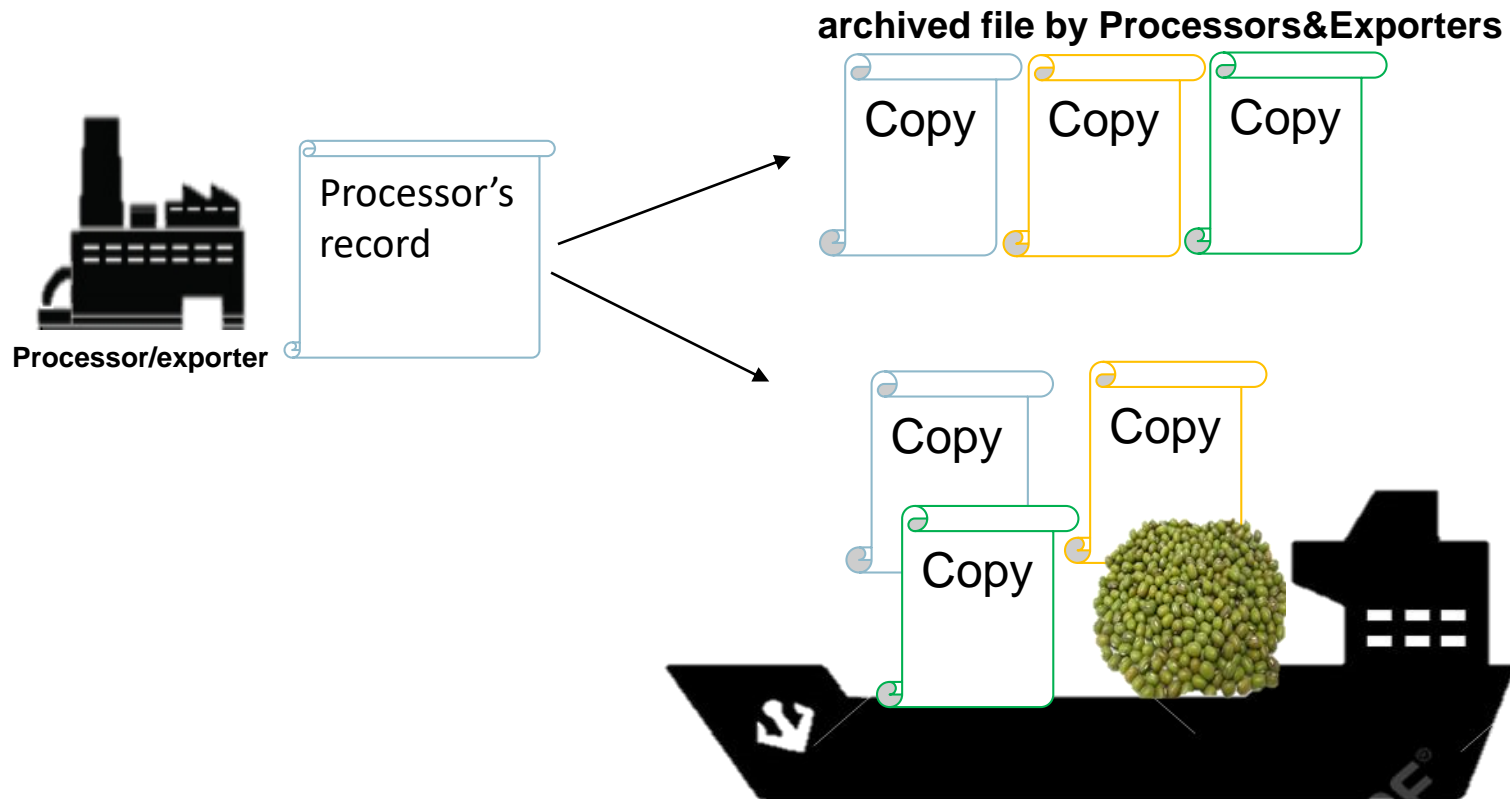 archived file by Processors&Exporters
Copy
Copy
Copy
Processor’s
record
Processor/exporter
Copy
Copy
Copy